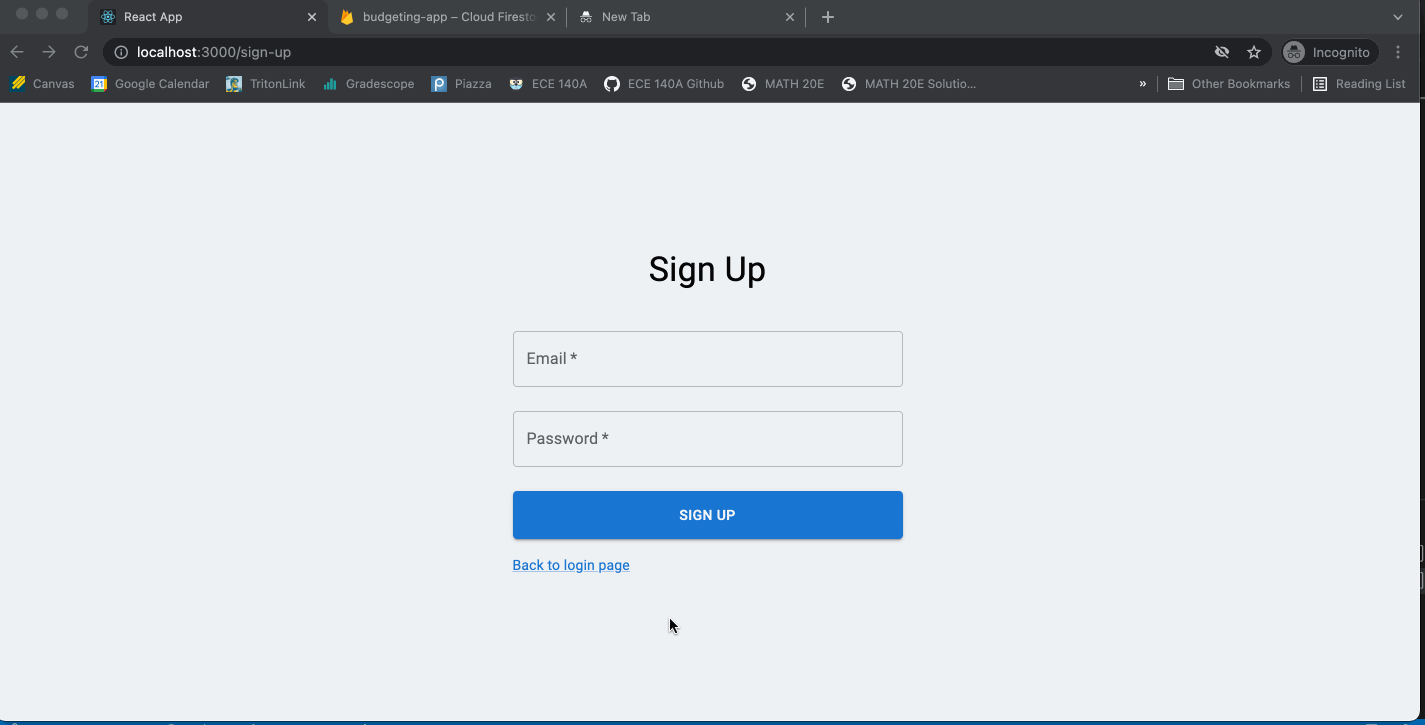 React App
budgeting-app – Cloud Firesto
New Tab
localhost:3000/sign-up
Incognito
Canvas
21 Google Calendar
TritonLink
Gradescope
Piazza
ECE 140A
ECE 140A Github
MATH 20E
MATH 20E Solutio...
»
Other Bookmarks
Reading List
Sign Up
Email *
Password *
SIGN UP
Back to login page